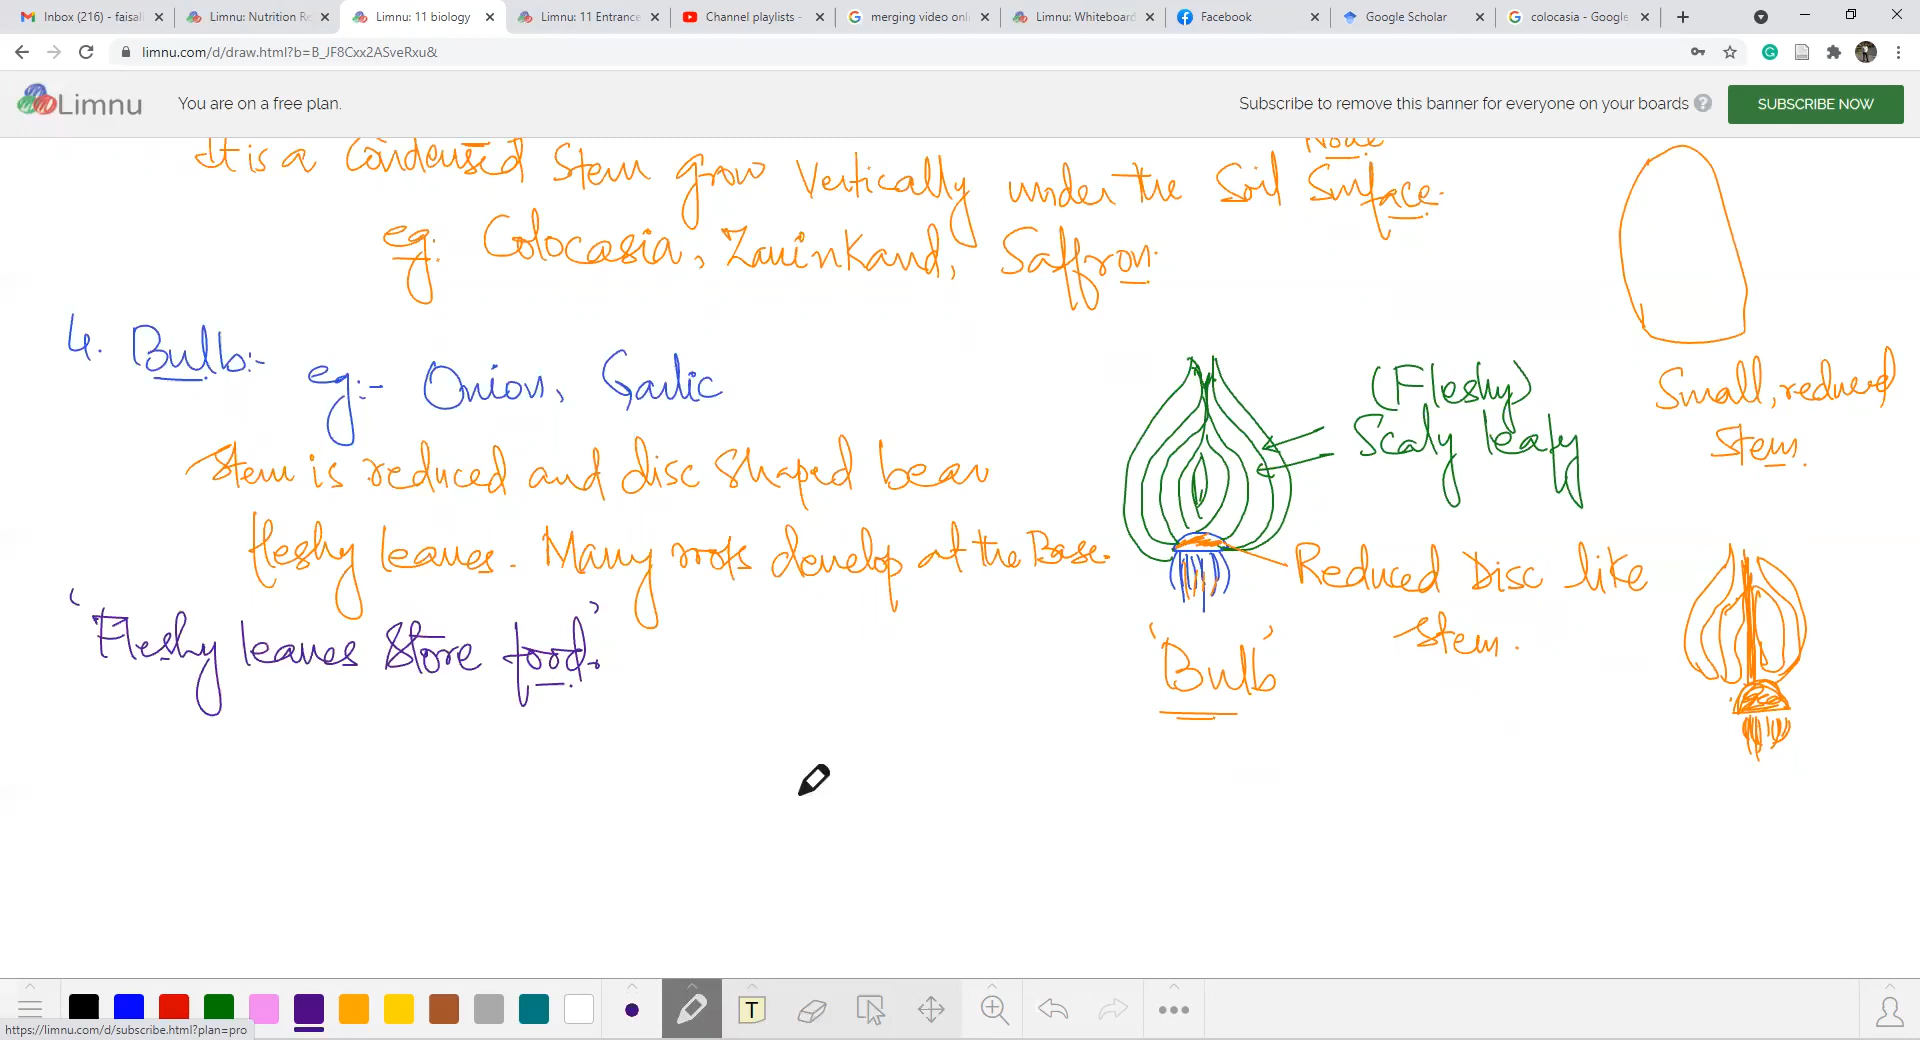 Inbox (216) - faisall
Limnu: Nutrition Re
Limnu: 11 biology
Limnu: 11 Entrance
Channel playlists -
merging video onli
Limnu: Whiteboard
Facebook
Google Scholar
colocasia - Google
limnu.com/d/draw.html?b=B_JF8Cxx2ASveRxu&
Limnu
You are on a free plan.
Subscribe to remove this banner for everyone on your boards
SUBSCRIBE NOW
None
It is a Condensed Stem grow Vertically under the Soil Surface.
eg. Colocasia, Zaminkand, Saffron.
4. Bulb:- eg:- Onion, Garlic
(Fleshy)
Scaly leafy
Small, reduced
stem.
Stem is reduced and disc shaped bear
fleshy leaves. Many roots develop at the Base.
Reduced Disc like
stem.
'Fleshy leaves Store food.'
'Bulb'
T
https://limnu.com/d/subscribe.html?plan=pro